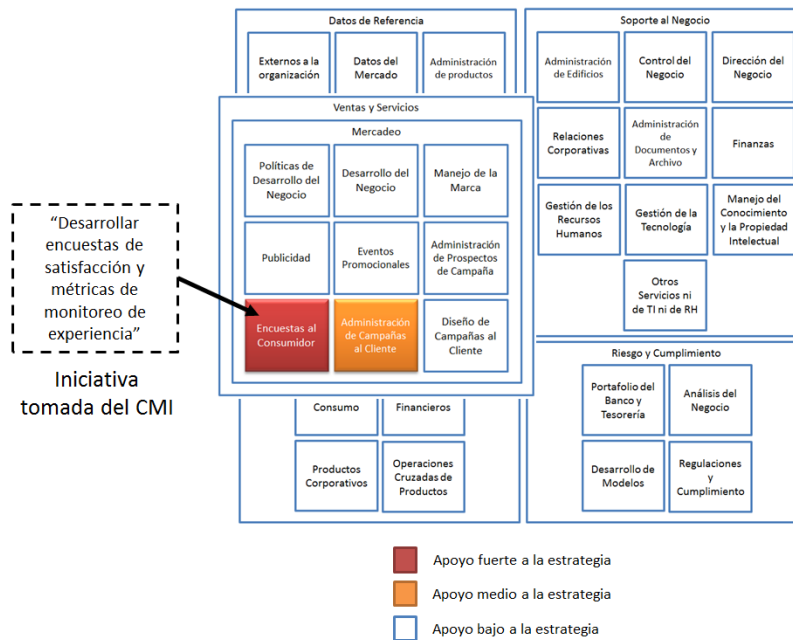 Datos de Referencia
Externos a la
organización
Datos del
Mercado
Administración
de productos
Soporte al Negocio
Administración
de Edificios
Control del
Negocio
Dirección del
Negocio
Relaciones
Corporativas
Administración
de
Documentos y
Archivo
Finanzas
Gestión de los
Recursos
Humanos
Gestión de la
Tecnología
Manejo del
Conocimiento
y la Propiedad
Intelectual
Otros
Servicios ni
de TI ni de RH
Ventas y Servicios
Mercadeo
Políticas de
Desarrollo del
Negocio
Desarrollo del
Negocio
Manejo de la
Marca
Publicidad
Eventos
Promocionales
Administración
de Prospectos
de Campaña
Encuestas al
Consumidor
Administración
de Campañas
al Cliente
Diseño de
Campañas al
Cliente
“Desarrollar
encuestas de
satisfacción y
métricas de
monitoreo de
experiencia”
Iniciativa
tomada del CMI
Consumo
Financieros
Productos
Corporativos
Operaciones
Cruzadas de
Productos
Riesgo y Cumplimiento
Portafolio del
Banco y
Tesorería
Análisis del
Negocio
Desarrollo de
Modelos
Regulaciones
y
Cumplimiento
Apoyo fuerte a la estrategia
Apoyo medio a la estrategia
Apoyo bajo a la estrategia